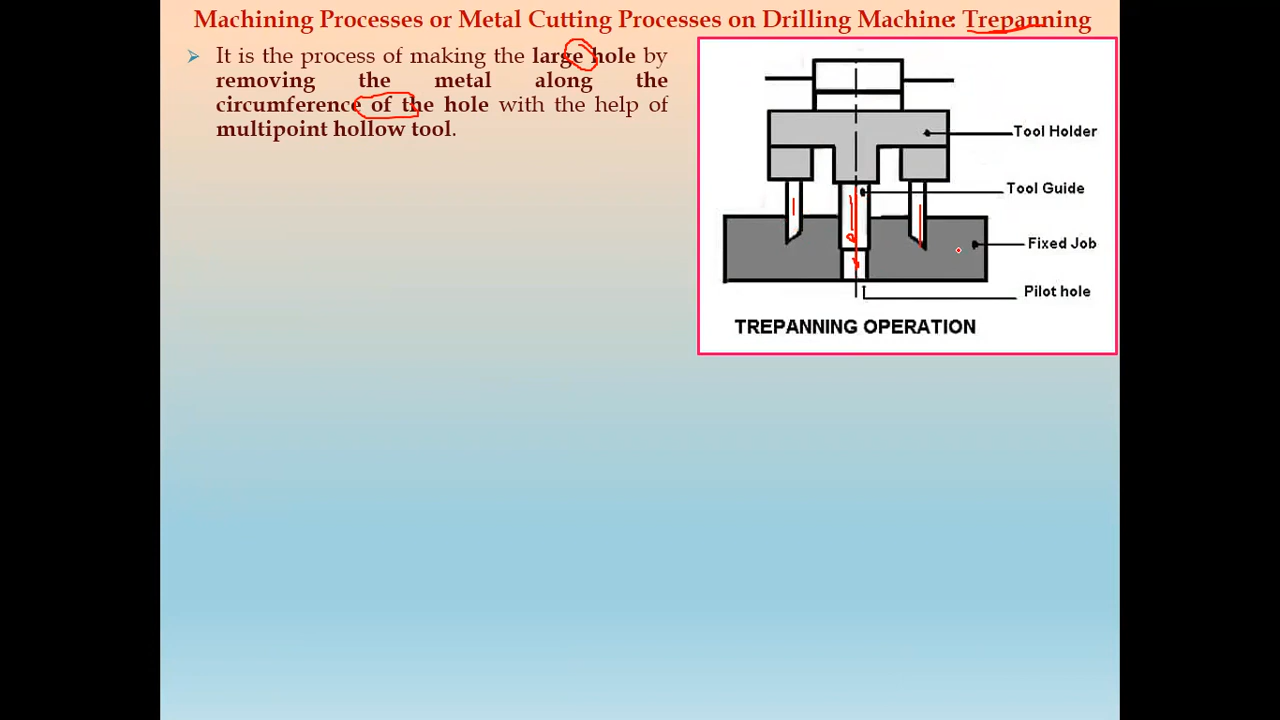 Machining Processes or Metal Cutting Processes on Drilling Machine: Trepanning
It is the process of making the large hole by
removing the metal along the
circumference of the hole with the help of
multipoint hollow tool.
Tool Holder
Tool Guide
Fixed Job
Pilot hole
TREPANNING OPERATION